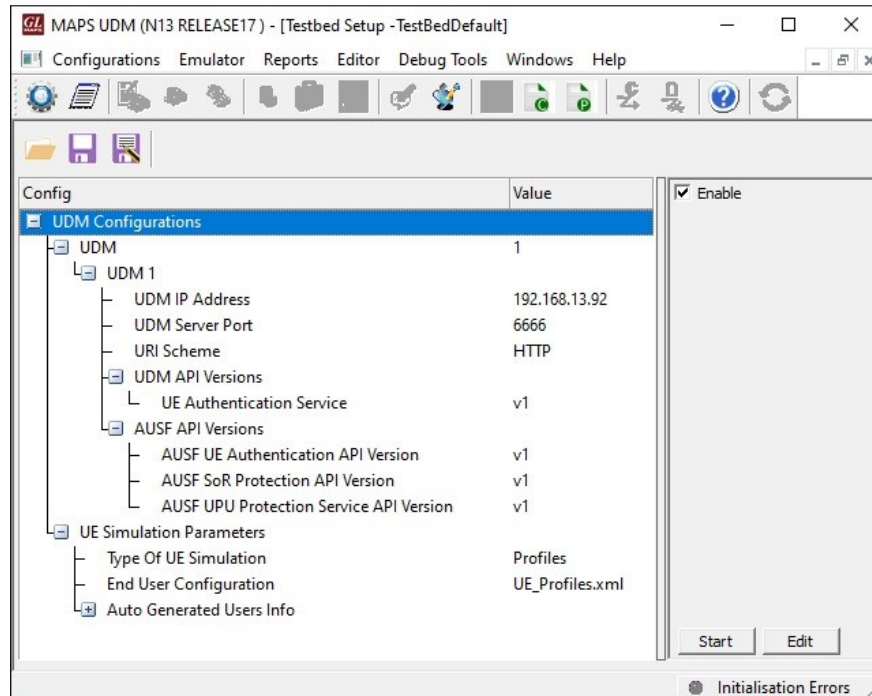 GL MAPS
MAPS UDM (N13 RELEASE17 ) - [Testbed Setup -TestBedDefault]
Configurations Emulator Reports Editor Debug Tools Windows Help
C P ?
Config Value
Enable
UDM Configurations
UDM 1
UDM 1
UDM IP Address 192.168.13.92
UDM Server Port 6666
URI Scheme HTTP
UDM API Versions
UE Authentication Service v1
AUSF API Versions
AUSF UE Authentication API Version v1
AUSF SoR Protection API Version v1
AUSF UPU Protection Service API Version v1
UE Simulation Parameters
Type Of UE Simulation Profiles
End User Configuration UE_Profiles.xml
Auto Generated Users Info
Start Edit
Initialisation Errors